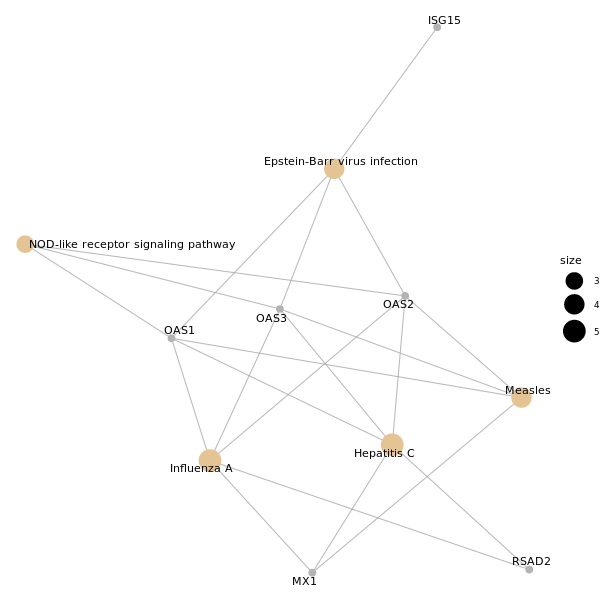 ISG15
Epstein-Barr virus infection
NOD-like receptor signaling pathway
size
3
4
5
OAS2
OAS3
OAS1
Measles
Hepatitis C
Influenza A
RSAD2
MX1